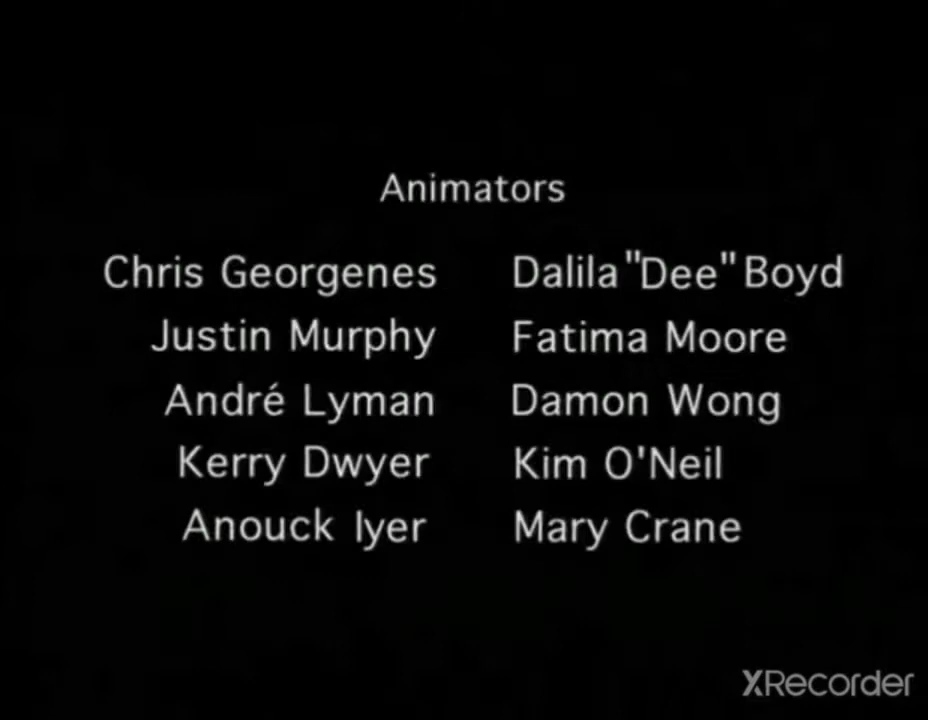 Animators
Chris Georgenes Dalila "Dee" Boyd
Justin Murphy Fatima Moore
André Lyman Damon Wong
Kerry Dwyer Kim O'Neil
Anouck Iyer Mary Crane
XRecorder